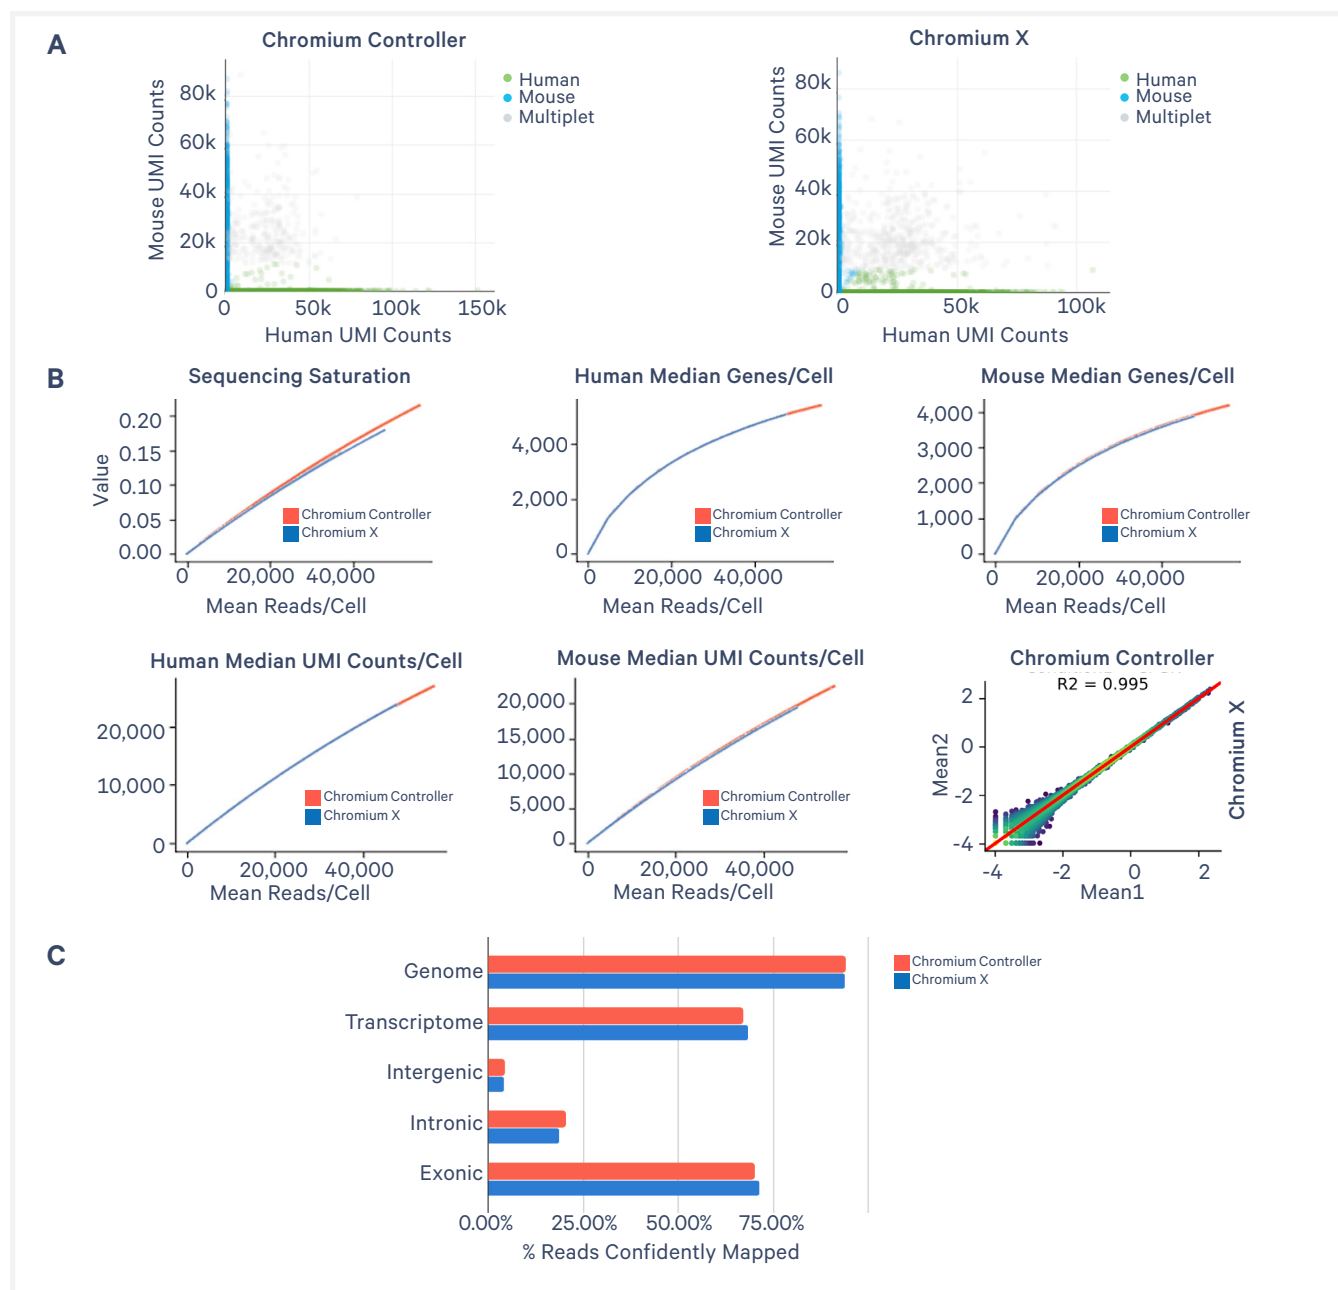 A
Chromium Controller
Mouse UMI Counts
80k
60k
40k
20k
0
0 50k 100k 150k
Human UMI Counts
Human
Mouse
Multiplet
Chromium X
Mouse UMI Counts
80k
60k
40k
20k
0
0 50k 100k
Human UMI Counts
Human
Mouse
Multiplet
B
Sequencing Saturation
Value
0.20
0.15
0.10
0.05
0.00
Chromium Controller
Chromium X
0 20,000 40,000
Mean Reads/Cell
Human Median Genes/Cell
4,000
2,000
0
Chromium Controller
Chromium X
0 20,000 40,000
Mean Reads/Cell
Mouse Median Genes/Cell
4,000
3,000
2,000
1,000
0
Chromium Controller
Chromium X
0 20,000 40,000
Mean Reads/Cell
Human Median UMI Counts/Cell
20,000
10,000
0
Chromium Controller
Chromium X
0 20,000 40,000
Mean Reads/Cell
Mouse Median UMI Counts/Cell
20,000
15,000
10,000
5,000
0
Chromium Controller
Chromium X
0 20,000 40,000
Mean Reads/Cell
Chromium Controller
R2 = 0.995
Mean2
2
0
-2
-4
-4 -2 0 2
Mean1
Chromium X
C
Genome
Transcriptome
Intergenic
Intronic
Exonic
0.00% 25.00% 50.00% 75.00%
% Reads Confidently Mapped
Chromium Controller
Chromium X